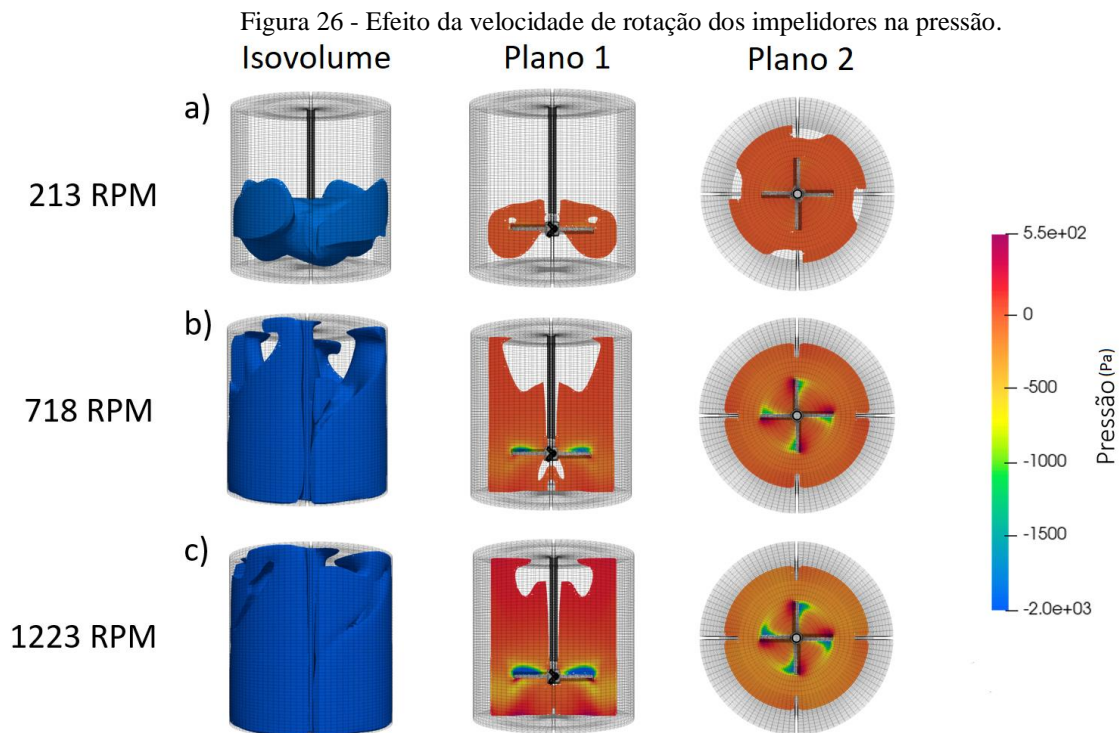 Figura 26 - Efeito da velocidade de rotação dos impelidores na pressão.
Isovolume
Plano 1
Plano 2
a)
213 RPM
b)
718 RPM
c)
1223 RPM
5.5e+02
0
-500
-1000
-1500
-2.0e+03
Pressão (Pa)